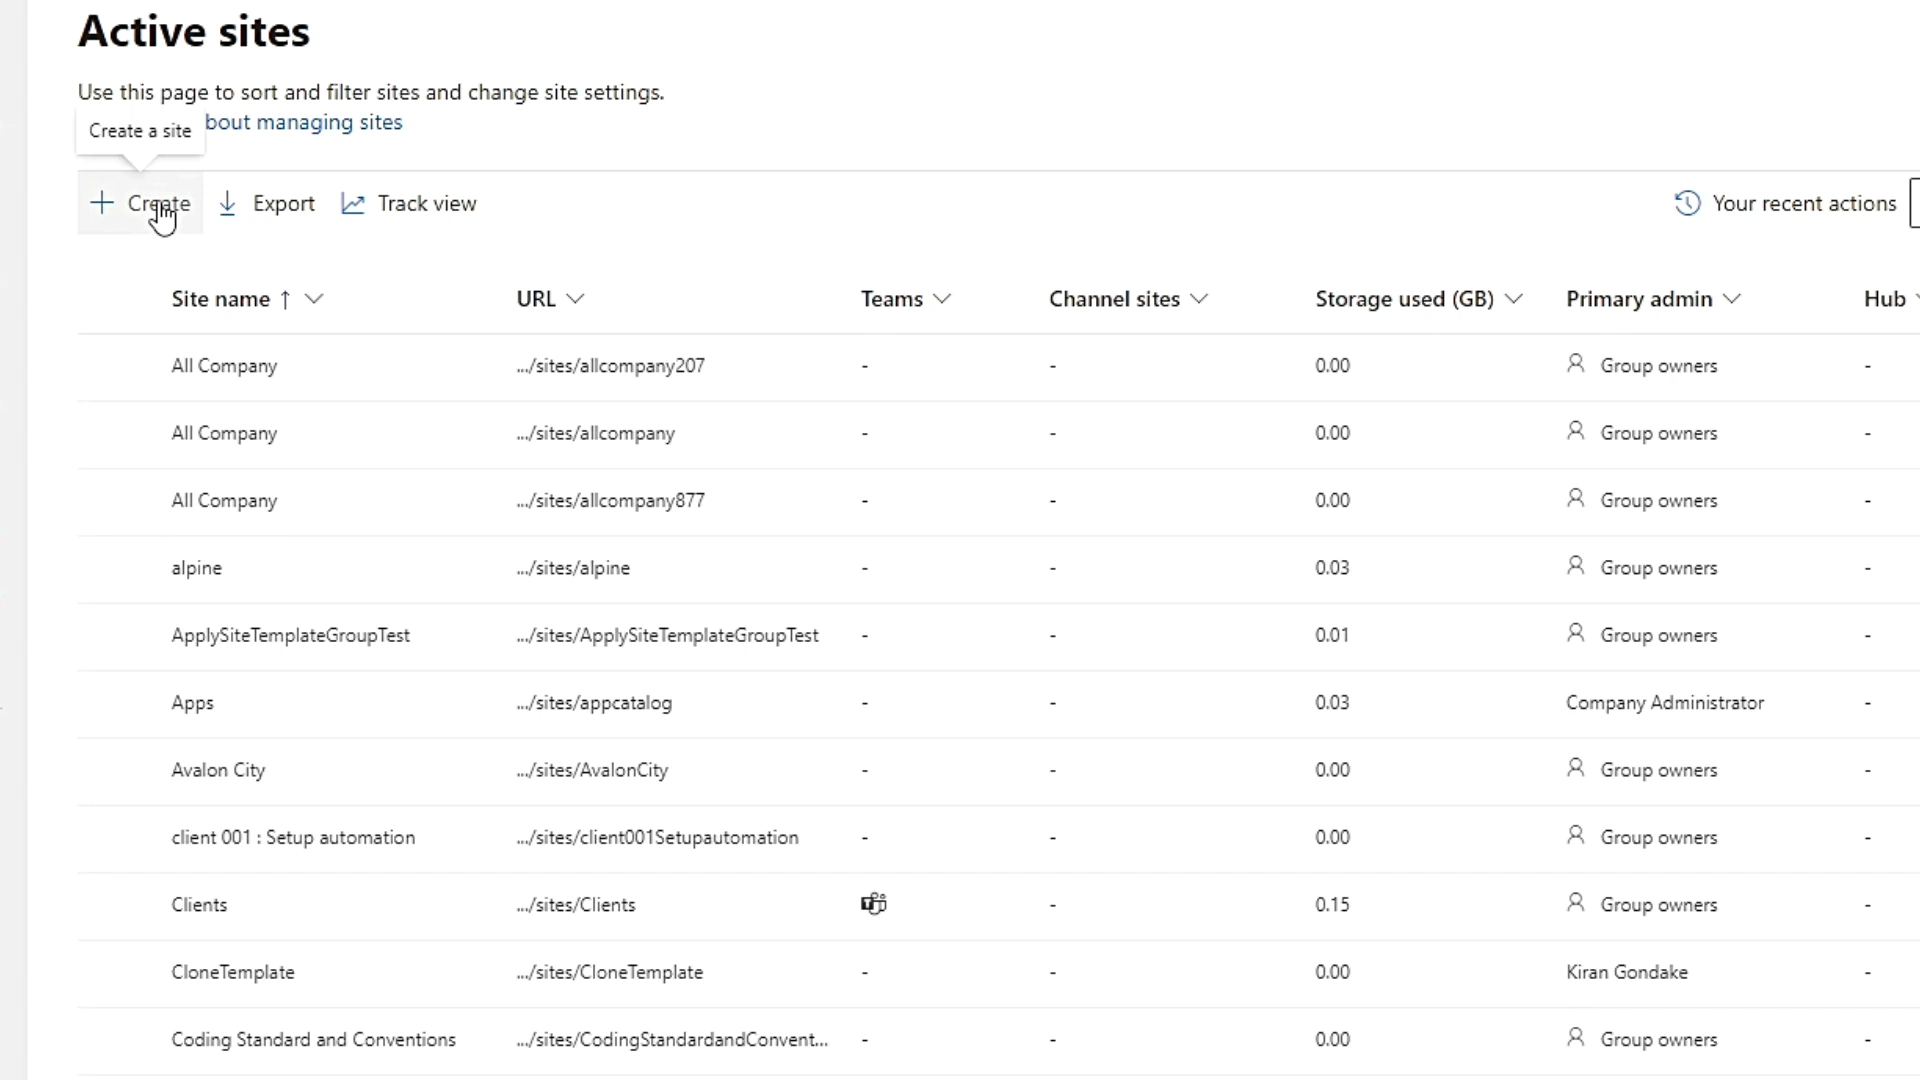 Active sites
Use this page to sort and filter sites and change site settings.
bout managing sites
Create a site
Create Export Track view Your recent actions
Site name ↑ URL Teams Channel sites Storage used (GB) Primary admin Hub
All Company .../sites/allcompany207 - - 0.00 Group owners -
All Company .../sites/allcompany - - 0.00 Group owners -
All Company .../sites/allcompany877 - - 0.00 Group owners -
alpine .../sites/alpine - - 0.03 Group owners -
ApplySiteTemplateGroupTest .../sites/ApplySiteTemplateGroupTest - - 0.01 Group owners -
Apps .../sites/appcatalog - - 0.03 Company Administrator -
Avalon City .../sites/AvalonCity - - 0.00 Group owners -
client 001 : Setup automation .../sites/client001Setupautomation - - 0.00 Group owners -
Clients .../sites/Clients - 0.15 Group owners -
CloneTemplate .../sites/CloneTemplate - - 0.00 Kiran Gondake -
Coding Standard and Conventions .../sites/CodingStandardandConvent... - - 0.00 Group owners -